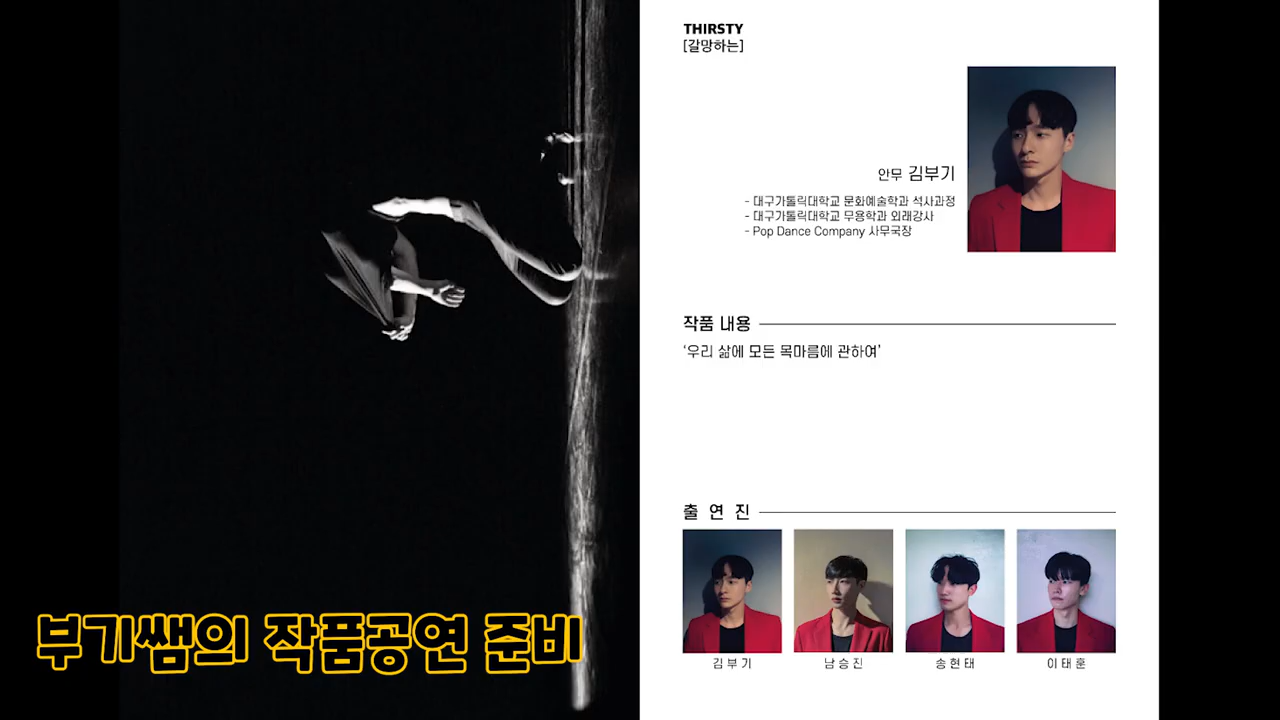 THIRSTY
[갈망하는]
안무 김부기
- 대구가톨릭대학교 문화예술학과 석사과정
- 대구가톨릭대학교 무용학과 외래강사
- Pop Dance Company 사무국장
작품 내용
‘우리 삶에 모든 목마름에 관하여’
출 연 진
김 부 기
남 승 진
송 현 태
이 태 훈
부기쌤의 작품공연 준비